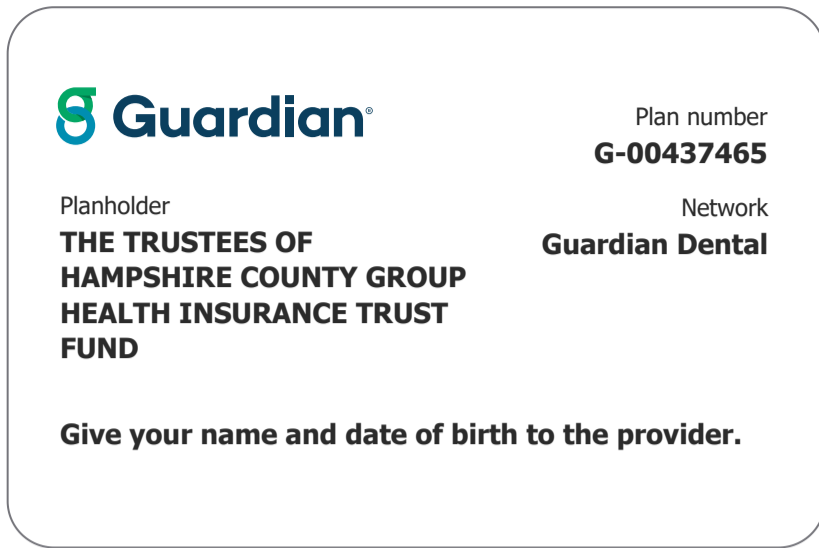 Guardian®
Plan number
G-00437465
Planholder
THE TRUSTEES OF
HAMPSHIRE COUNTY GROUP
HEALTH INSURANCE TRUST
FUND
Network
Guardian Dental
Give your name and date of birth to the provider.